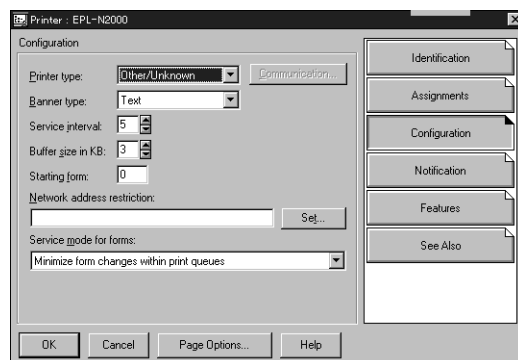 Printer : EPL-N2000
Configuration
Printer type: Other/Unknown Communication...
Banner type: Text
Service interval: 5
Buffer size in KB: 3
Starting form: 0
Network address restriction:
Set...
Service mode for forms:
Minimize form changes within print queues
OK Cancel Page Options... Help
Identification
Assignments
Configuration
Notification
Features
See Also